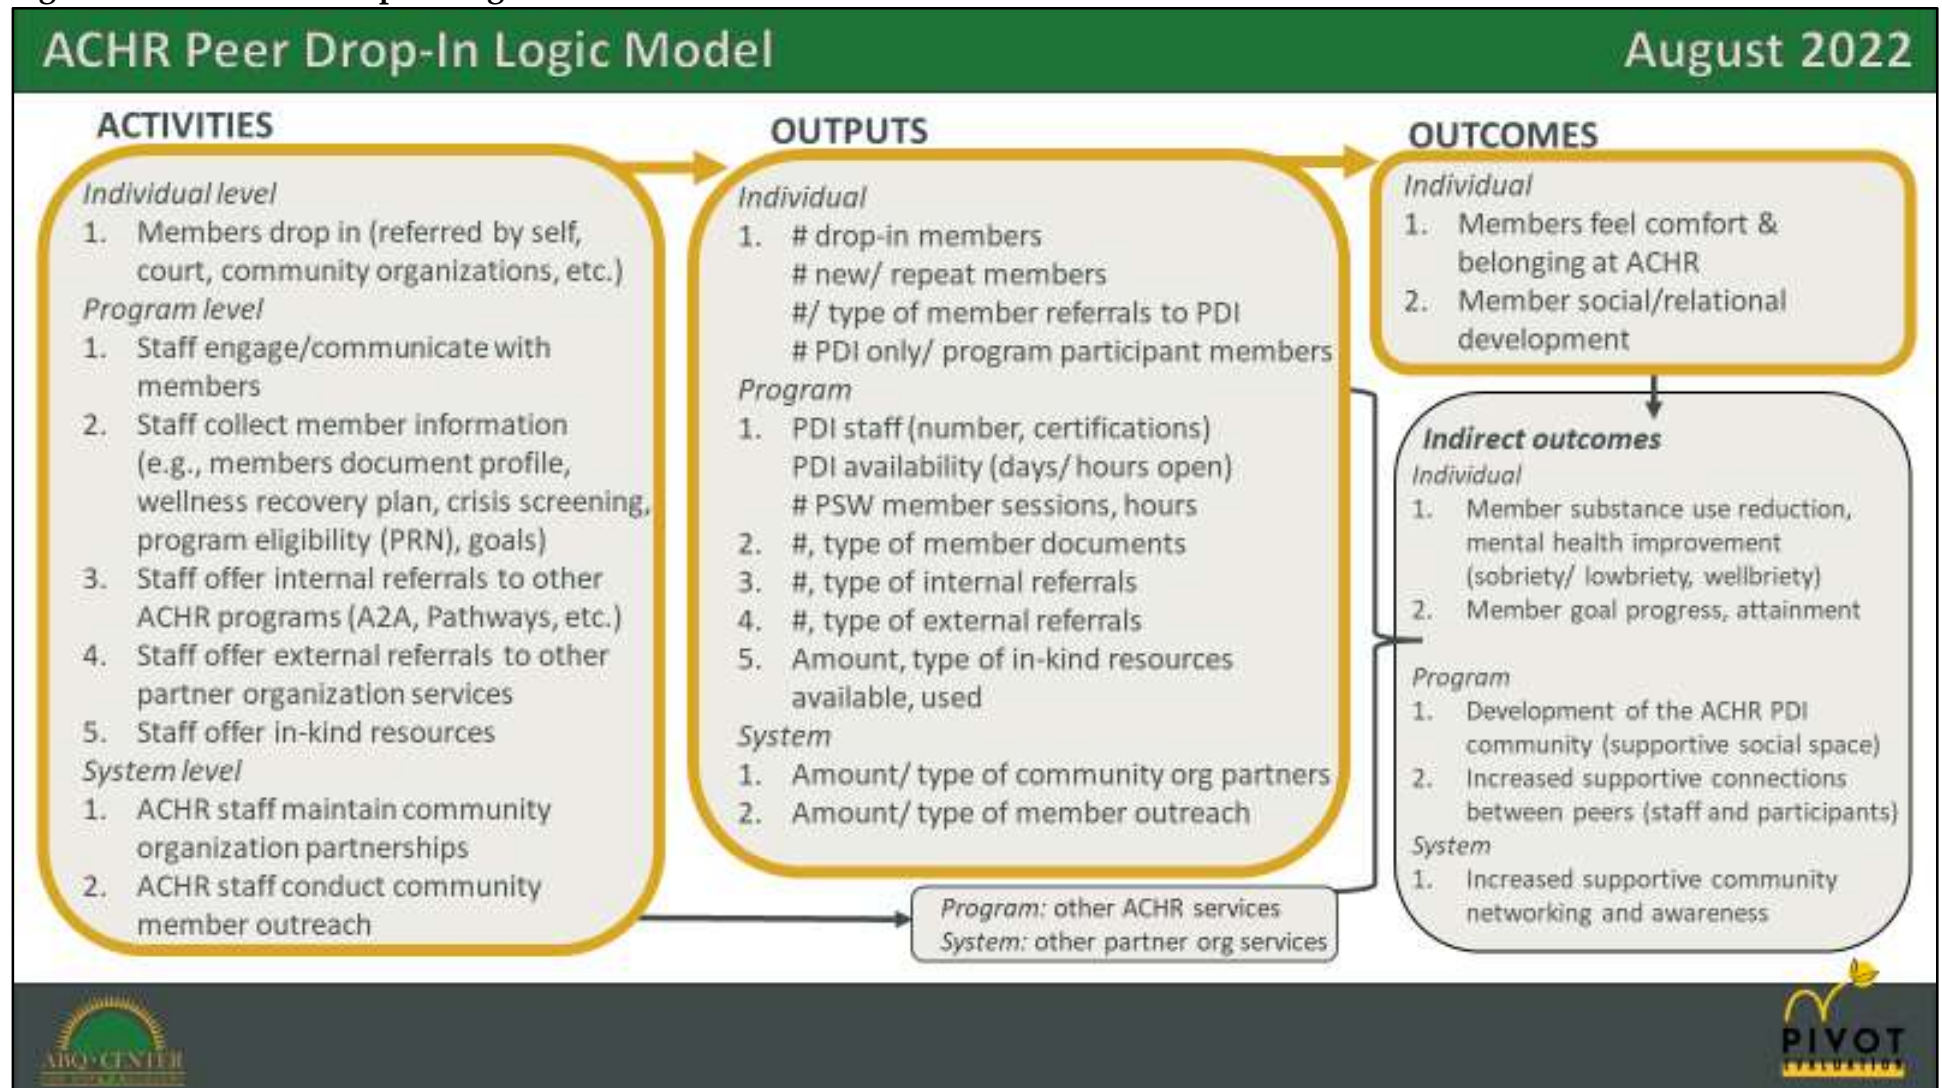 ACHR Peer Drop-In Logic Model
August 2022
ACTIVITIES
Individual level
1. Members drop in (referred by self,
court, community organizations, etc.)
Program level
1. Staff engage/communicate with
members
2. Staff collect member information
(e.g., members document profile,
wellness recovery plan, crisis screening,
program eligibility (PRN), goals)
3. Staff offer internal referrals to other
ACHR programs (A2A, Pathways, etc.)
4. Staff offer external referrals to other
partner organization services
5. Staff offer in-kind resources
System level
1. ACHR staff maintain community
organization partnerships
2. ACHR staff conduct community
member outreach
OUTPUTS
Individual
1. # drop-in members
# new/ repeat members
#/ type of member referrals to PDI
# PDI only/ program participant members
Program
1. PDI staff (number, certifications)
PDI availability (days/ hours open)
# PSW member sessions, hours
2. #, type of member documents
3. #, type of internal referrals
4. #, type of external referrals
5. Amount, type of in-kind resources
available, used
System
1. Amount/ type of community org partners
2. Amount/ type of member outreach
Program: other ACHR services
System: other partner org services
OUTCOMES
Individual
1. Members feel comfort &
belonging at ACHR
2. Member social/relational
development
Indirect outcomes
Individual
1. Member substance use reduction,
mental health improvement
(sobriety/ lowbriety, wellbriety)
2. Member goal progress, attainment
Program
1. Development of the ACHR PDI
community (supportive social space)
2. Increased supportive connections
between peers (staff and participants)
System
1. Increased supportive community
networking and awareness
ABQ CENTER
PIVOT
EVALUATION